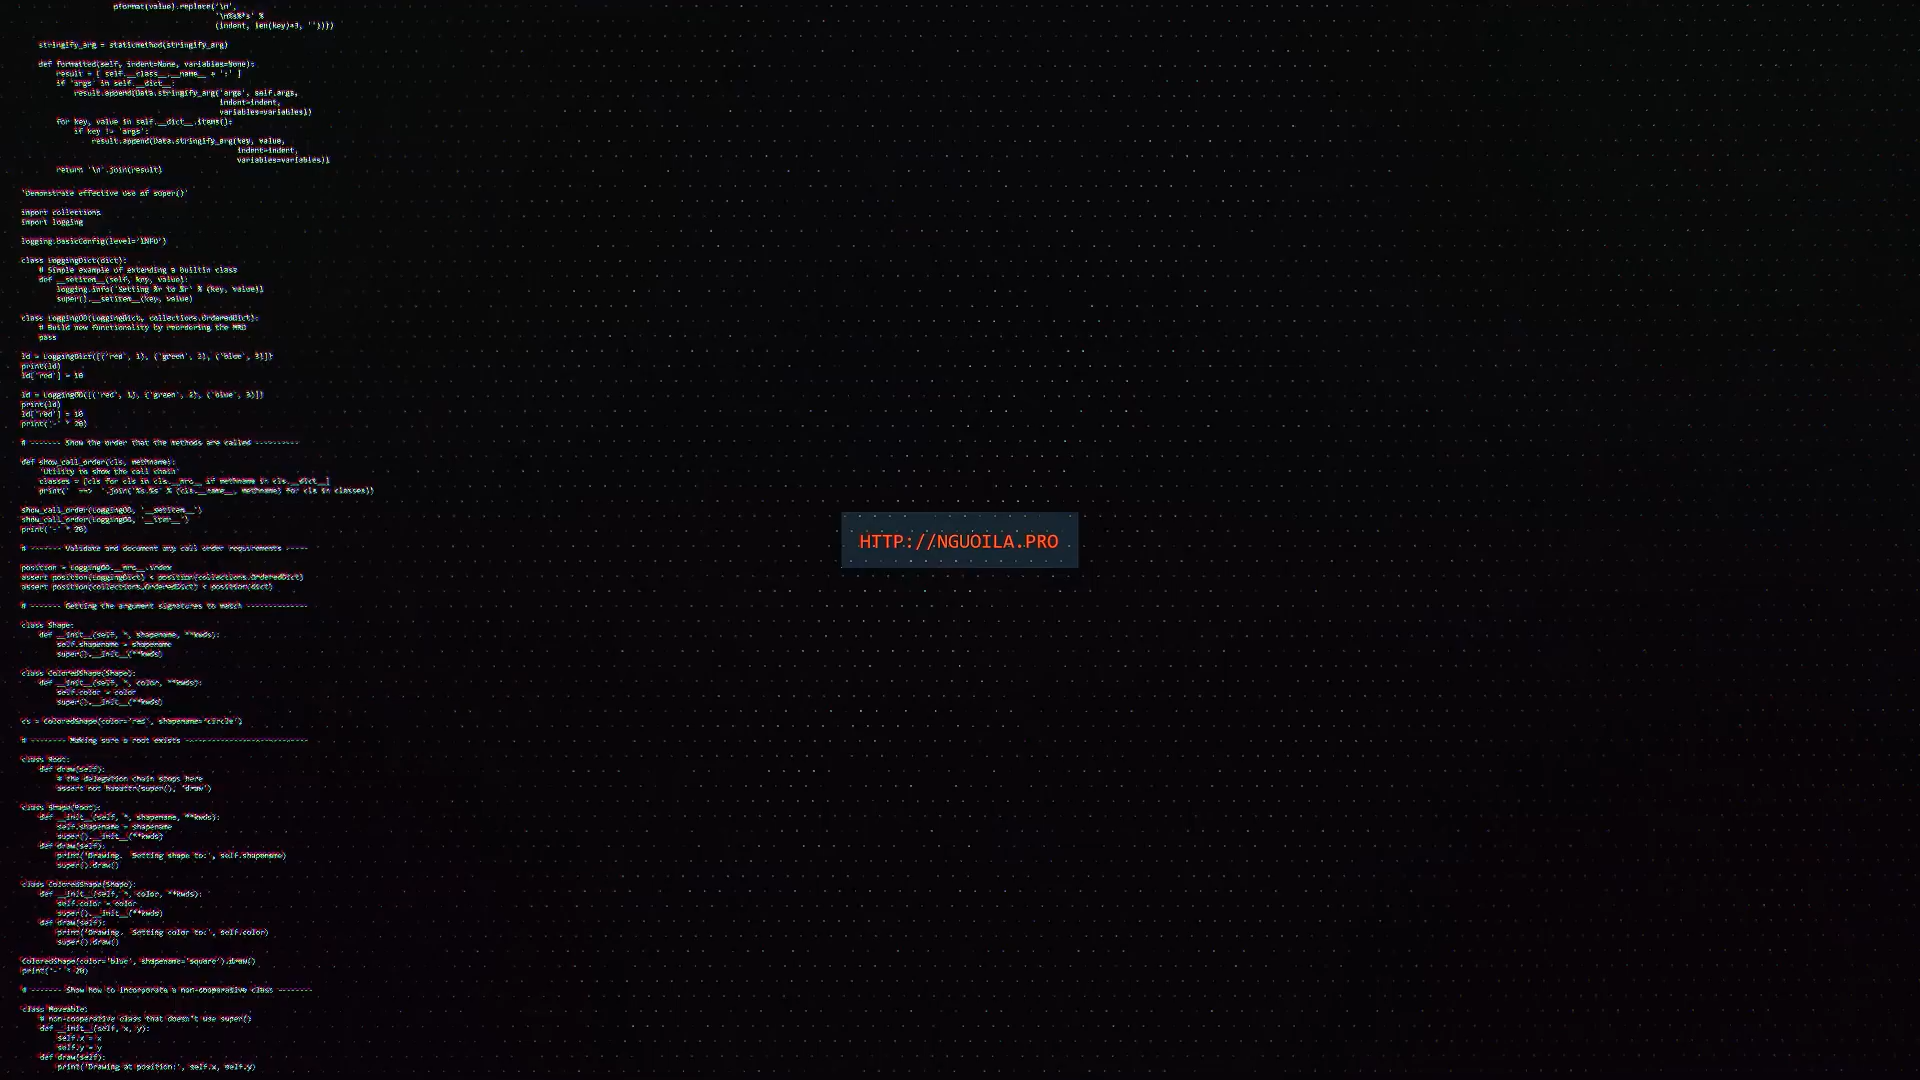 pformat(value).replace('\n',
'\n%s%*s' %
(indent, len(key)+3, ''))))
stringify_arg = staticmethod(stringify_arg)
def formatted(self, indent=None, variables=None):
result = [ self.__class__.__name__ + ':' ]
if 'args' in self.__dict__:
result.append(Data.stringify_arg('args', self.args,
indent=indent,
variables=variables))
for key, value in self.__dict__.items():
if key != 'args':
result.append(Data.stringify_arg(key, value,
indent=indent,
variables=variables))
return '\n'.join(result)
'Demonstrate effective use of super()'
import collections
import logging
logging.basicConfig(level='INFO')
class LoggingDict(dict):
# Simple example of extending a builtin class
def __setitem__(self, key, value):
logging.info('Setting %r to %r' % (key, value))
super().__setitem__(key, value)
class LoggingOD(LoggingDict, collections.OrderedDict):
# Build new functionality by reordering the MRO
pass
ld = LoggingDict([('red', 1), ('green', 2), ('blue', 3)])
print(ld)
ld['red'] = 10
ld = LoggingOD([('red', 1), ('green', 2), ('blue', 3)])
print(ld)
ld['red'] = 10
print('-' * 20)
# ------- Show the order that the methods are called ----------
def show_call_order(cls, methname):
'Utility to show the call chain'
classes = [cls for cls in cls.__mro__ if methname in cls.__dict__]
print('  ==>  '.join('%s.%s' % (cls.__name__, methname) for cls in classes))
show_call_order(LoggingOD, '__setitem__')
show_call_order(LoggingOD, '__iter__')
print('-' * 20)
# ------- Validate and document any call order requirements -----
position = LoggingOD.__mro__.index
assert position(LoggingDict) < position(collections.OrderedDict)
assert position(collections.OrderedDict) < position(dict)
# ------- Getting the argument signatures to match --------------
class Shape:
def __init__(self, *, shapename, **kwds):
self.shapename = shapename
super().__init__(**kwds)
class ColoredShape(Shape):
def __init__(self, *, color, **kwds):
self.color = color
super().__init__(**kwds)
cs = ColoredShape(color='red', shapename='circle')
# -------- Making sure a root exists ----------------------------
class Root:
def draw(self):
# the delegation chain stops here
assert not hasattr(super(), 'draw')
class Shape(Root):
def __init__(self, *, shapename, **kwds):
self.shapename = shapename
super().__init__(**kwds)
def draw(self):
print('Drawing.  Setting shape to:', self.shapename)
super().draw()
class ColoredShape(Shape):
def __init__(self, *, color, **kwds):
self.color = color
super().__init__(**kwds)
def draw(self):
print('Drawing.  Setting color to:', self.color)
super().draw()
ColoredShape(color='blue', shapename='square').draw()
print('-' * 20)
# ------- Show how to incorporate a non-cooperative class --------
class Moveable:
# non-cooperative class that doesn't use super()
def __init__(self, x, y):
self.x = x
self.y = y
def draw(self):
print('Drawing at position:', self.x, self.y)
HTTP://NGUOILA.PRO